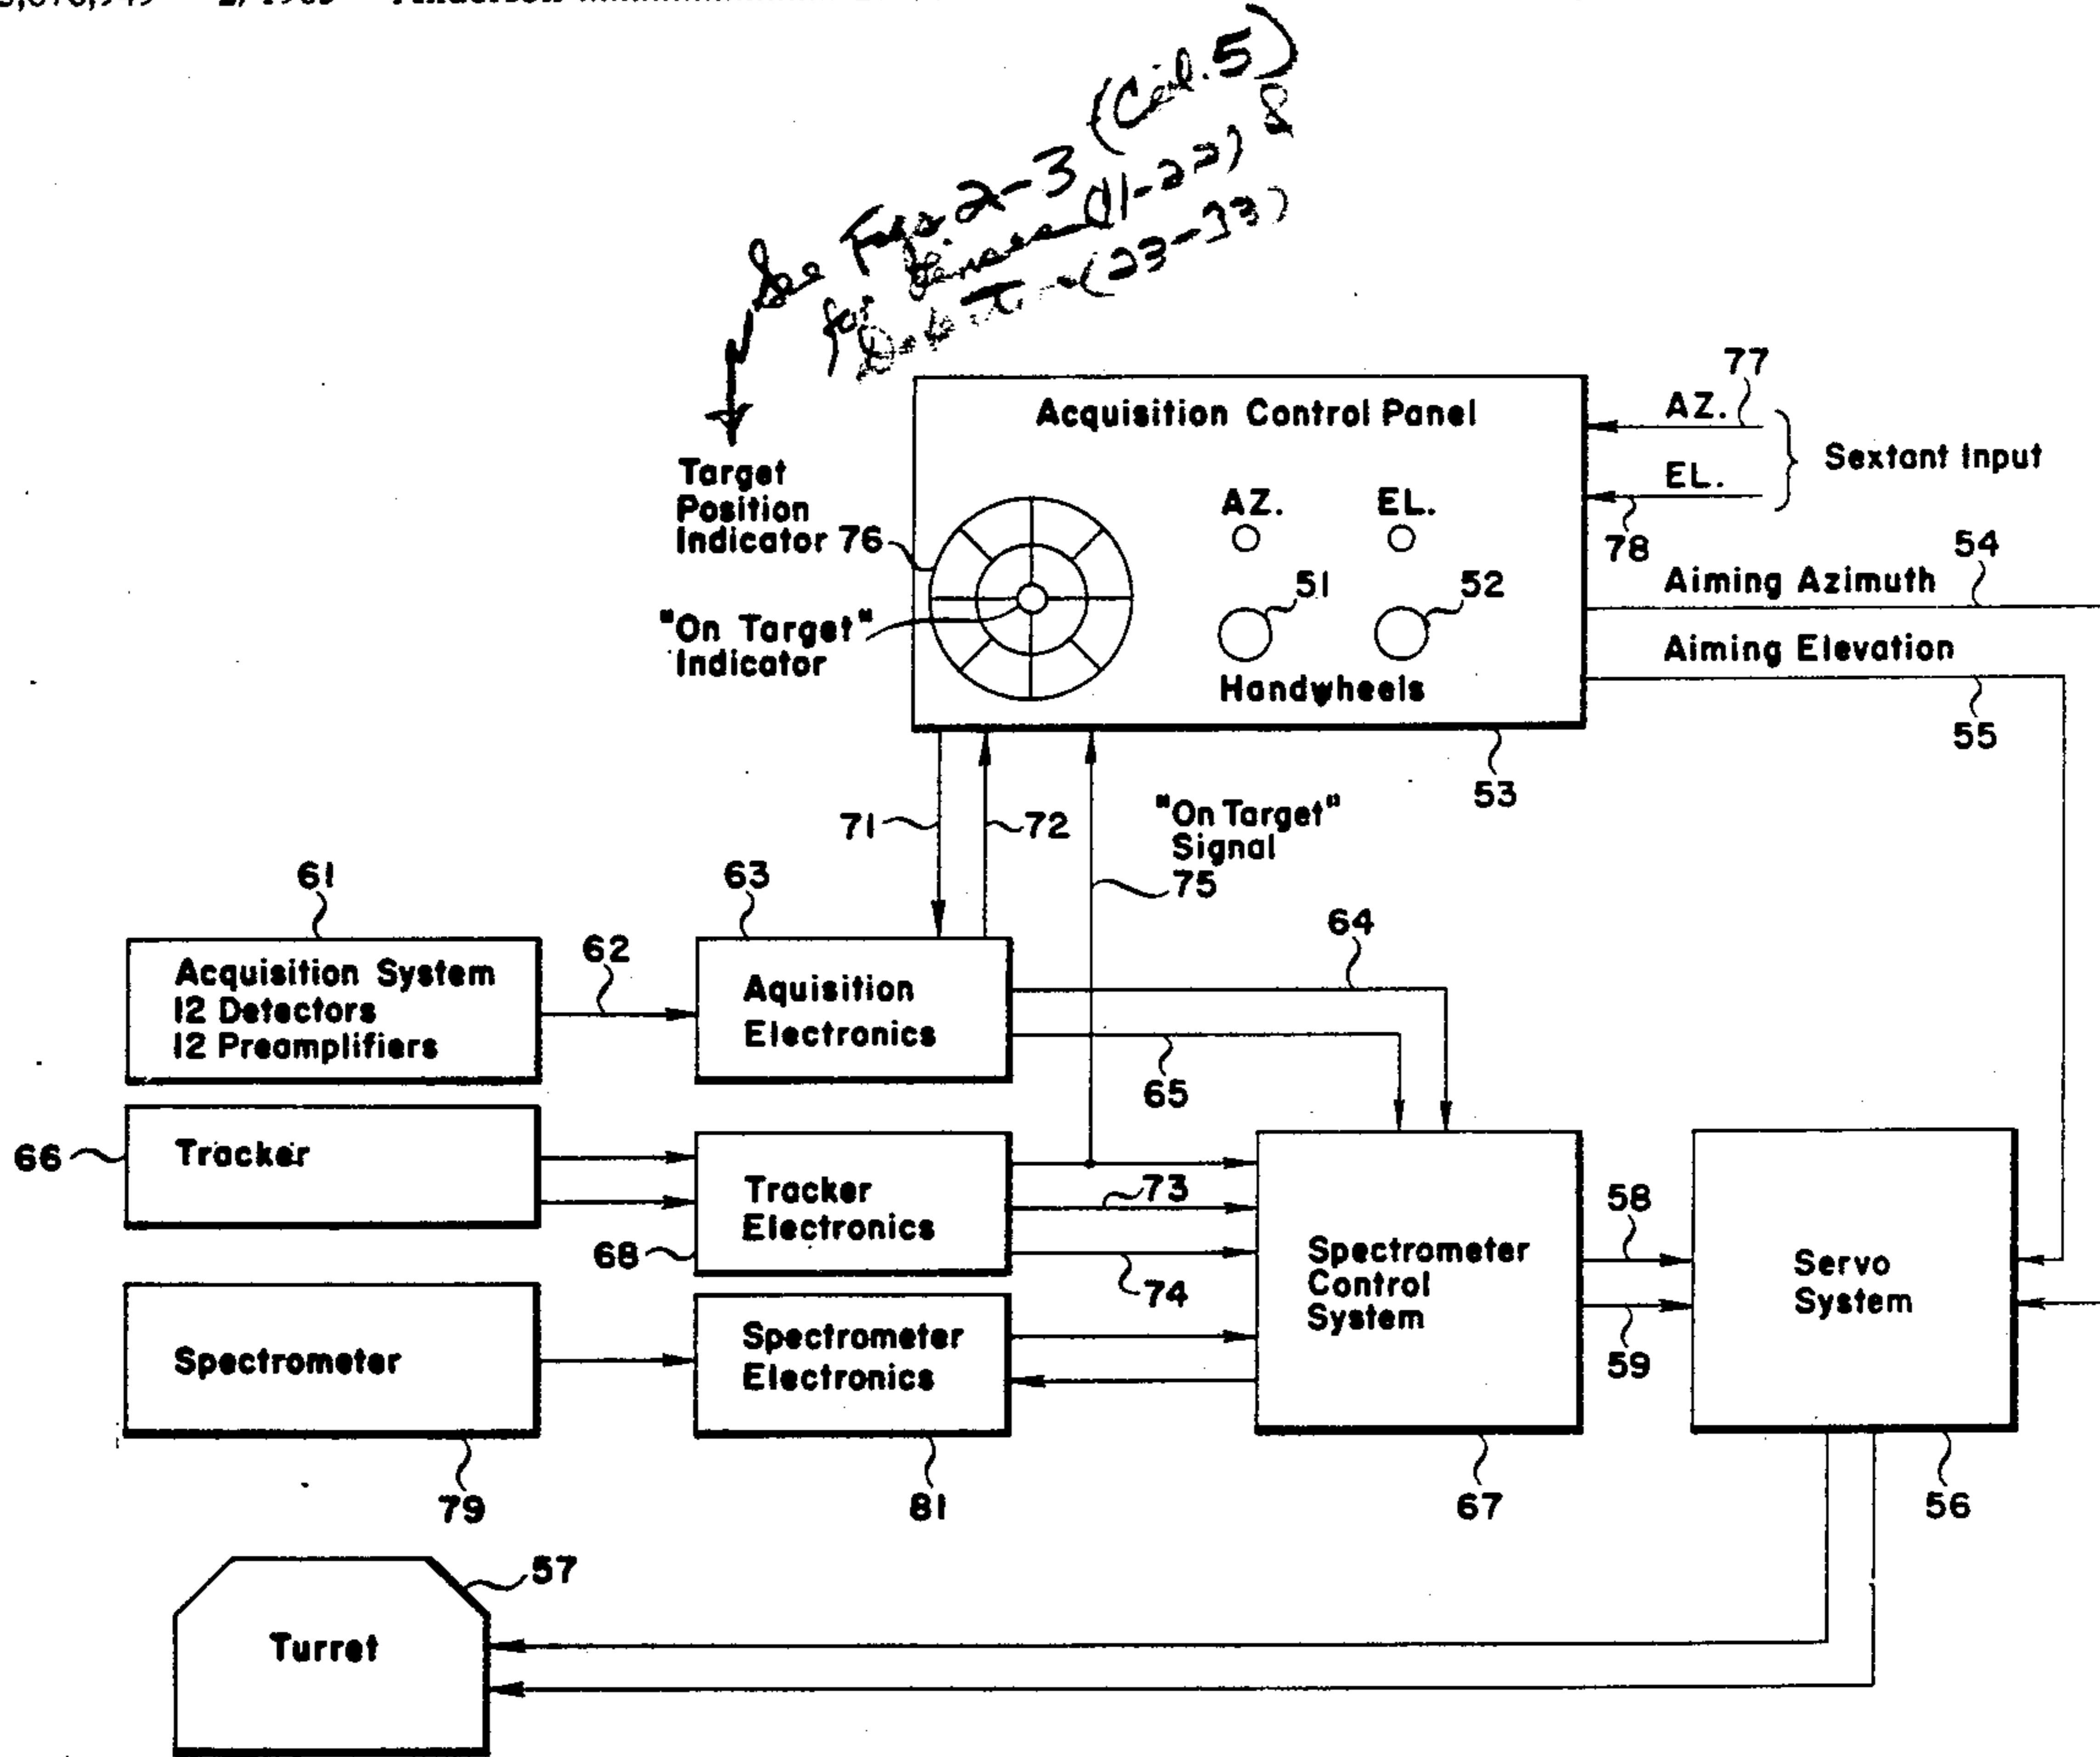 See Figs. 2-3 (Col. 5)
for
(23-33)
Acquisition Control Panel
77
AZ.
EL.
Sextant Input
78
Target
Position
Indicator 76
"On Target"
Indicator
AZ.
EL.
51
52
Handwheels
54
Aiming Azimuth
Aiming Elevation
55
53
71
72
"On Target"
Signal
75
61
Acquisition System
12 Detectors
12 Preamplifiers
62
63
Aquisition
Electronics
64
65
66
Tracker
68
Tracker
Electronics
73
74
Spectrometer
79
Spectrometer
Electronics
81
Spectrometer
Control
System
67
58
59
Servo
System
56
57
Turret